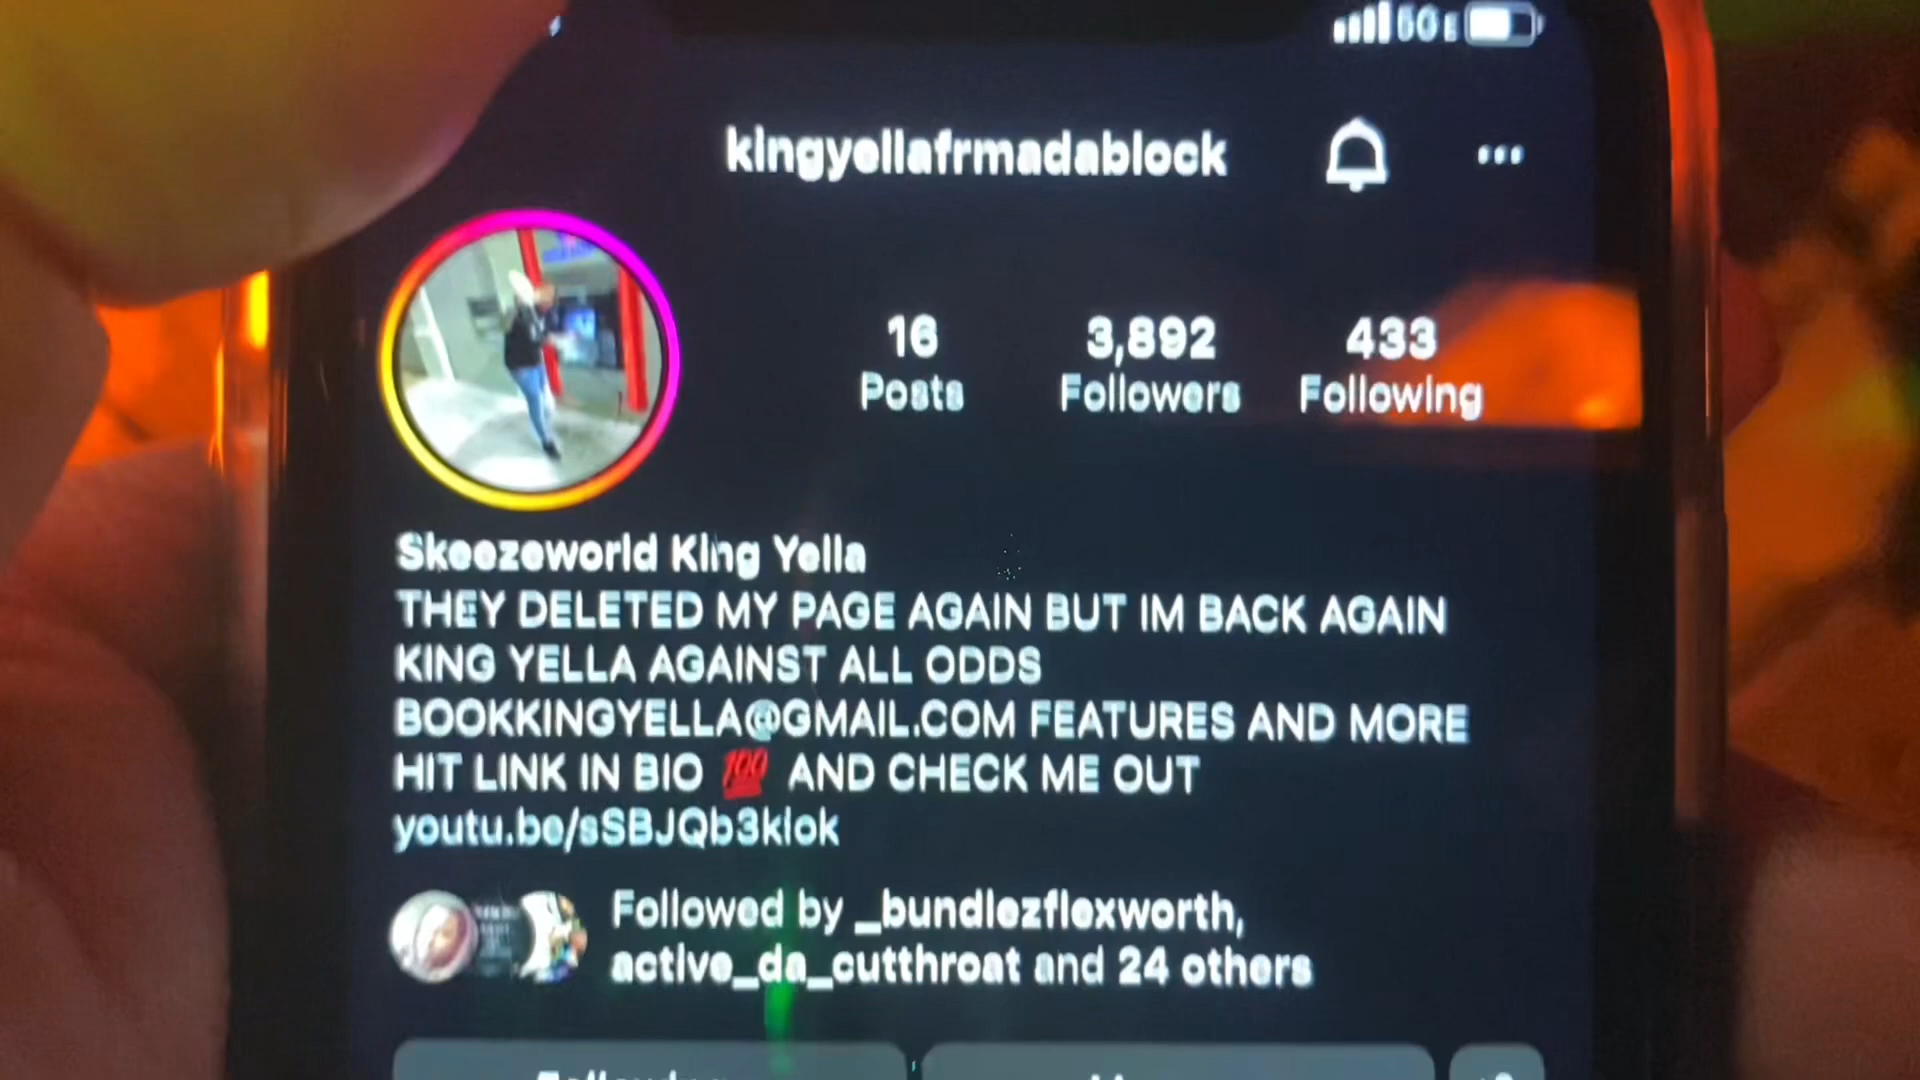 5G E
kingyellafrmadablock
16 3,892 433
Posts Followers Following
Skeezeworld King Yella
THEY DELETED MY PAGE AGAIN BUT IM BACK AGAIN
KING YELLA AGAINST ALL ODDS
BOOKKINGYELLA@GMAIL.COM FEATURES AND MORE
HIT LINK IN BIO 💯 AND CHECK ME OUT
youtu.be/sSBJQb3kIok
Followed by _bundlezflexworth,
active_da_cutthroat and 24 others